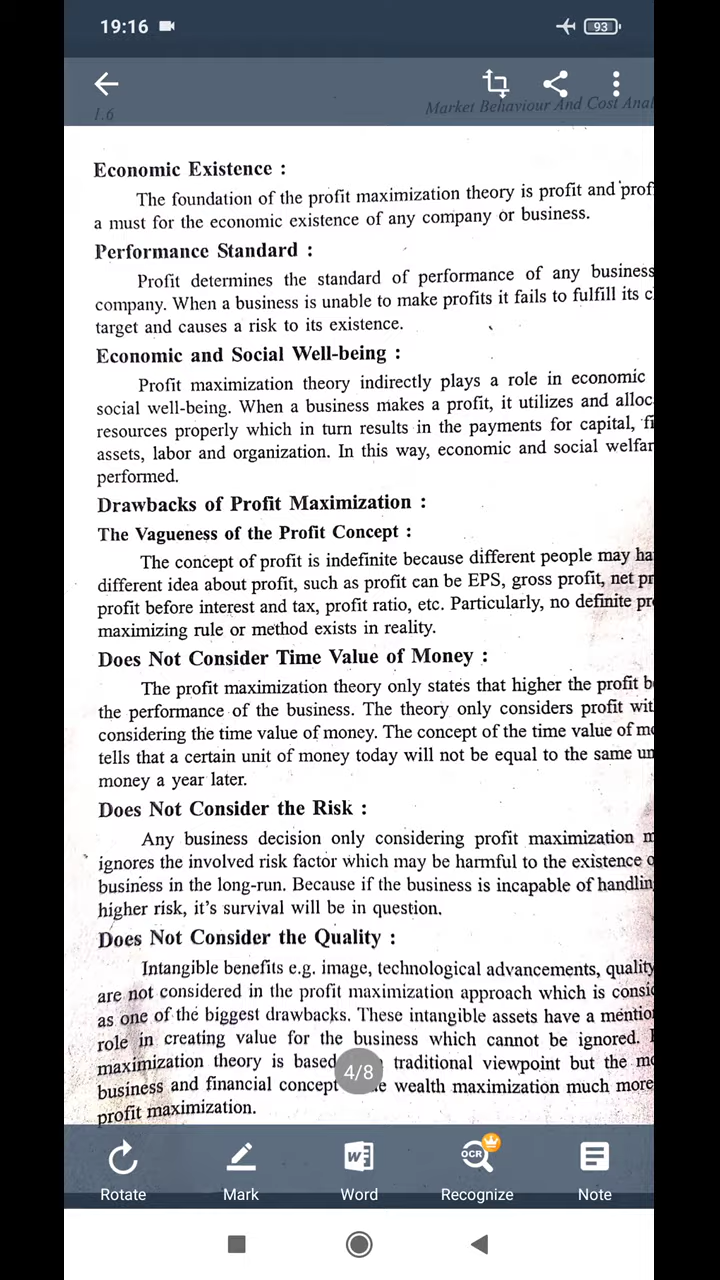 19:16
93
1.6
Market Behaviour And Cost Anal
Economic Existence :
The foundation of the profit maximization theory is profit and prof
a must for the economic existence of any company or business.
Performance Standard :
Profit determines the standard of performance of any business
company. When a business is unable to make profits it fails to fulfill its c
target and causes a risk to its existence.
Economic and Social Well-being :
Profit maximization theory indirectly plays a role in economic
social well-being. When a business makes a profit, it utilizes and alloc
resources properly which in turn results in the payments for capital, fi
assets, labor and organization. In this way, economic and social welfar
performed.
Drawbacks of Profit Maximization :
The Vagueness of the Profit Concept :
The concept of profit is indefinite because different people may ha
different idea about profit, such as profit can be EPS, gross profit, net pr
profit before interest and tax, profit ratio, etc. Particularly, no definite pr
maximizing rule or method exists in reality.
Does Not Consider Time Value of Money :
The profit maximization theory only states that higher the profit b
the performance of the business. The theory only considers profit wit
considering the time value of money. The concept of the time value of m
tells that a certain unit of money today will not be equal to the same un
money a year later.
Does Not Consider the Risk :
Any business decision only considering profit maximization m
ignores the involved risk factor which may be harmful to the existence o
business in the long-run. Because if the business is incapable of handlin
higher risk, it's survival will be in question.
Does Not Consider the Quality :
Intangible benefits e.g. image, technological advancements, quality
are not considered in the profit maximization approach which is consid
as one of the biggest drawbacks. These intangible assets have a mentio
role in creating value for the business which cannot be ignored.
maximization theory is based traditional viewpoint but the mo
business and financial concept wealth maximization much more
profit maximization.
4/8
Rotate Mark Word Recognize Note
W
OCR